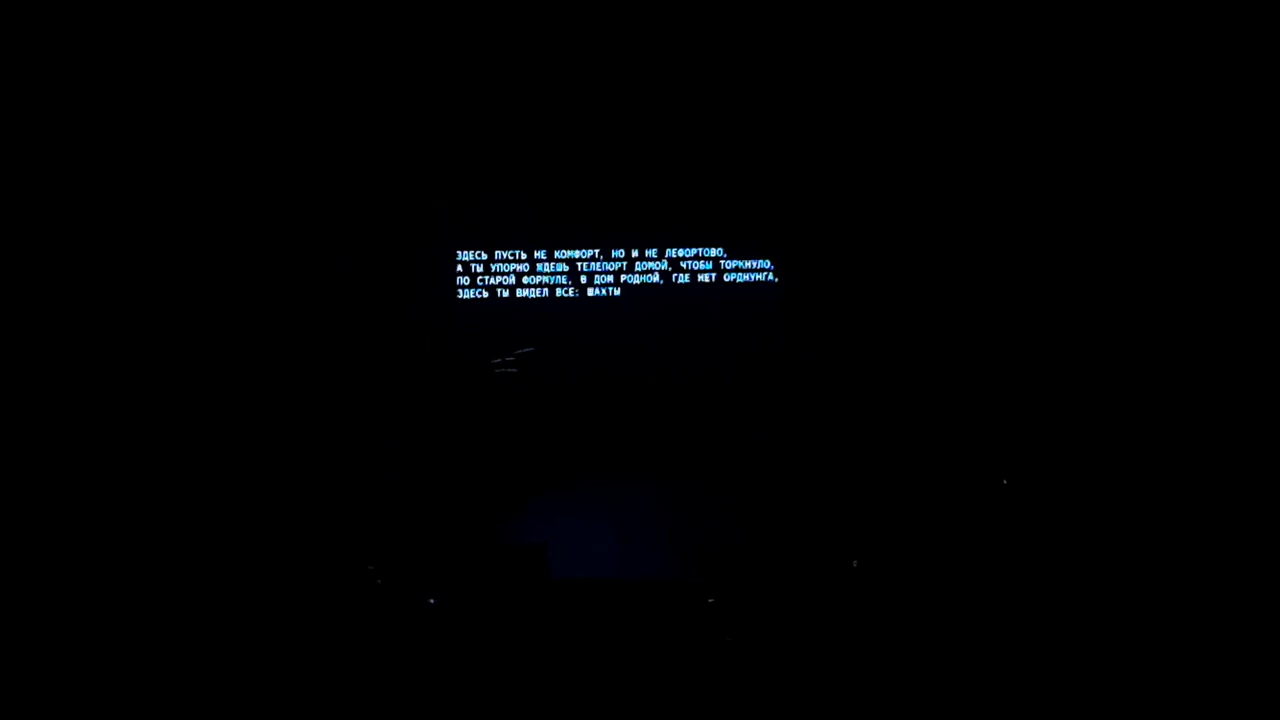 ЗДЕСЬ ПУСТЬ НЕ КОМФОРТ, НО И НЕ ЛЕФОРТОВО,
А ТЫ УПОРНО ЖДЕШЬ ТЕЛЕПОРТ ДОМОЙ, ЧТОБЫ ТОРКНУЛО,
ПО СТАРОЙ ФОРМУЛЕ, В ДОМ РОДНОЙ, ГДЕ НЕТ ОРДНУНГА,
ЗДЕСЬ ТЫ ВИДЕЛ ВСЕ: ШАХТЫ